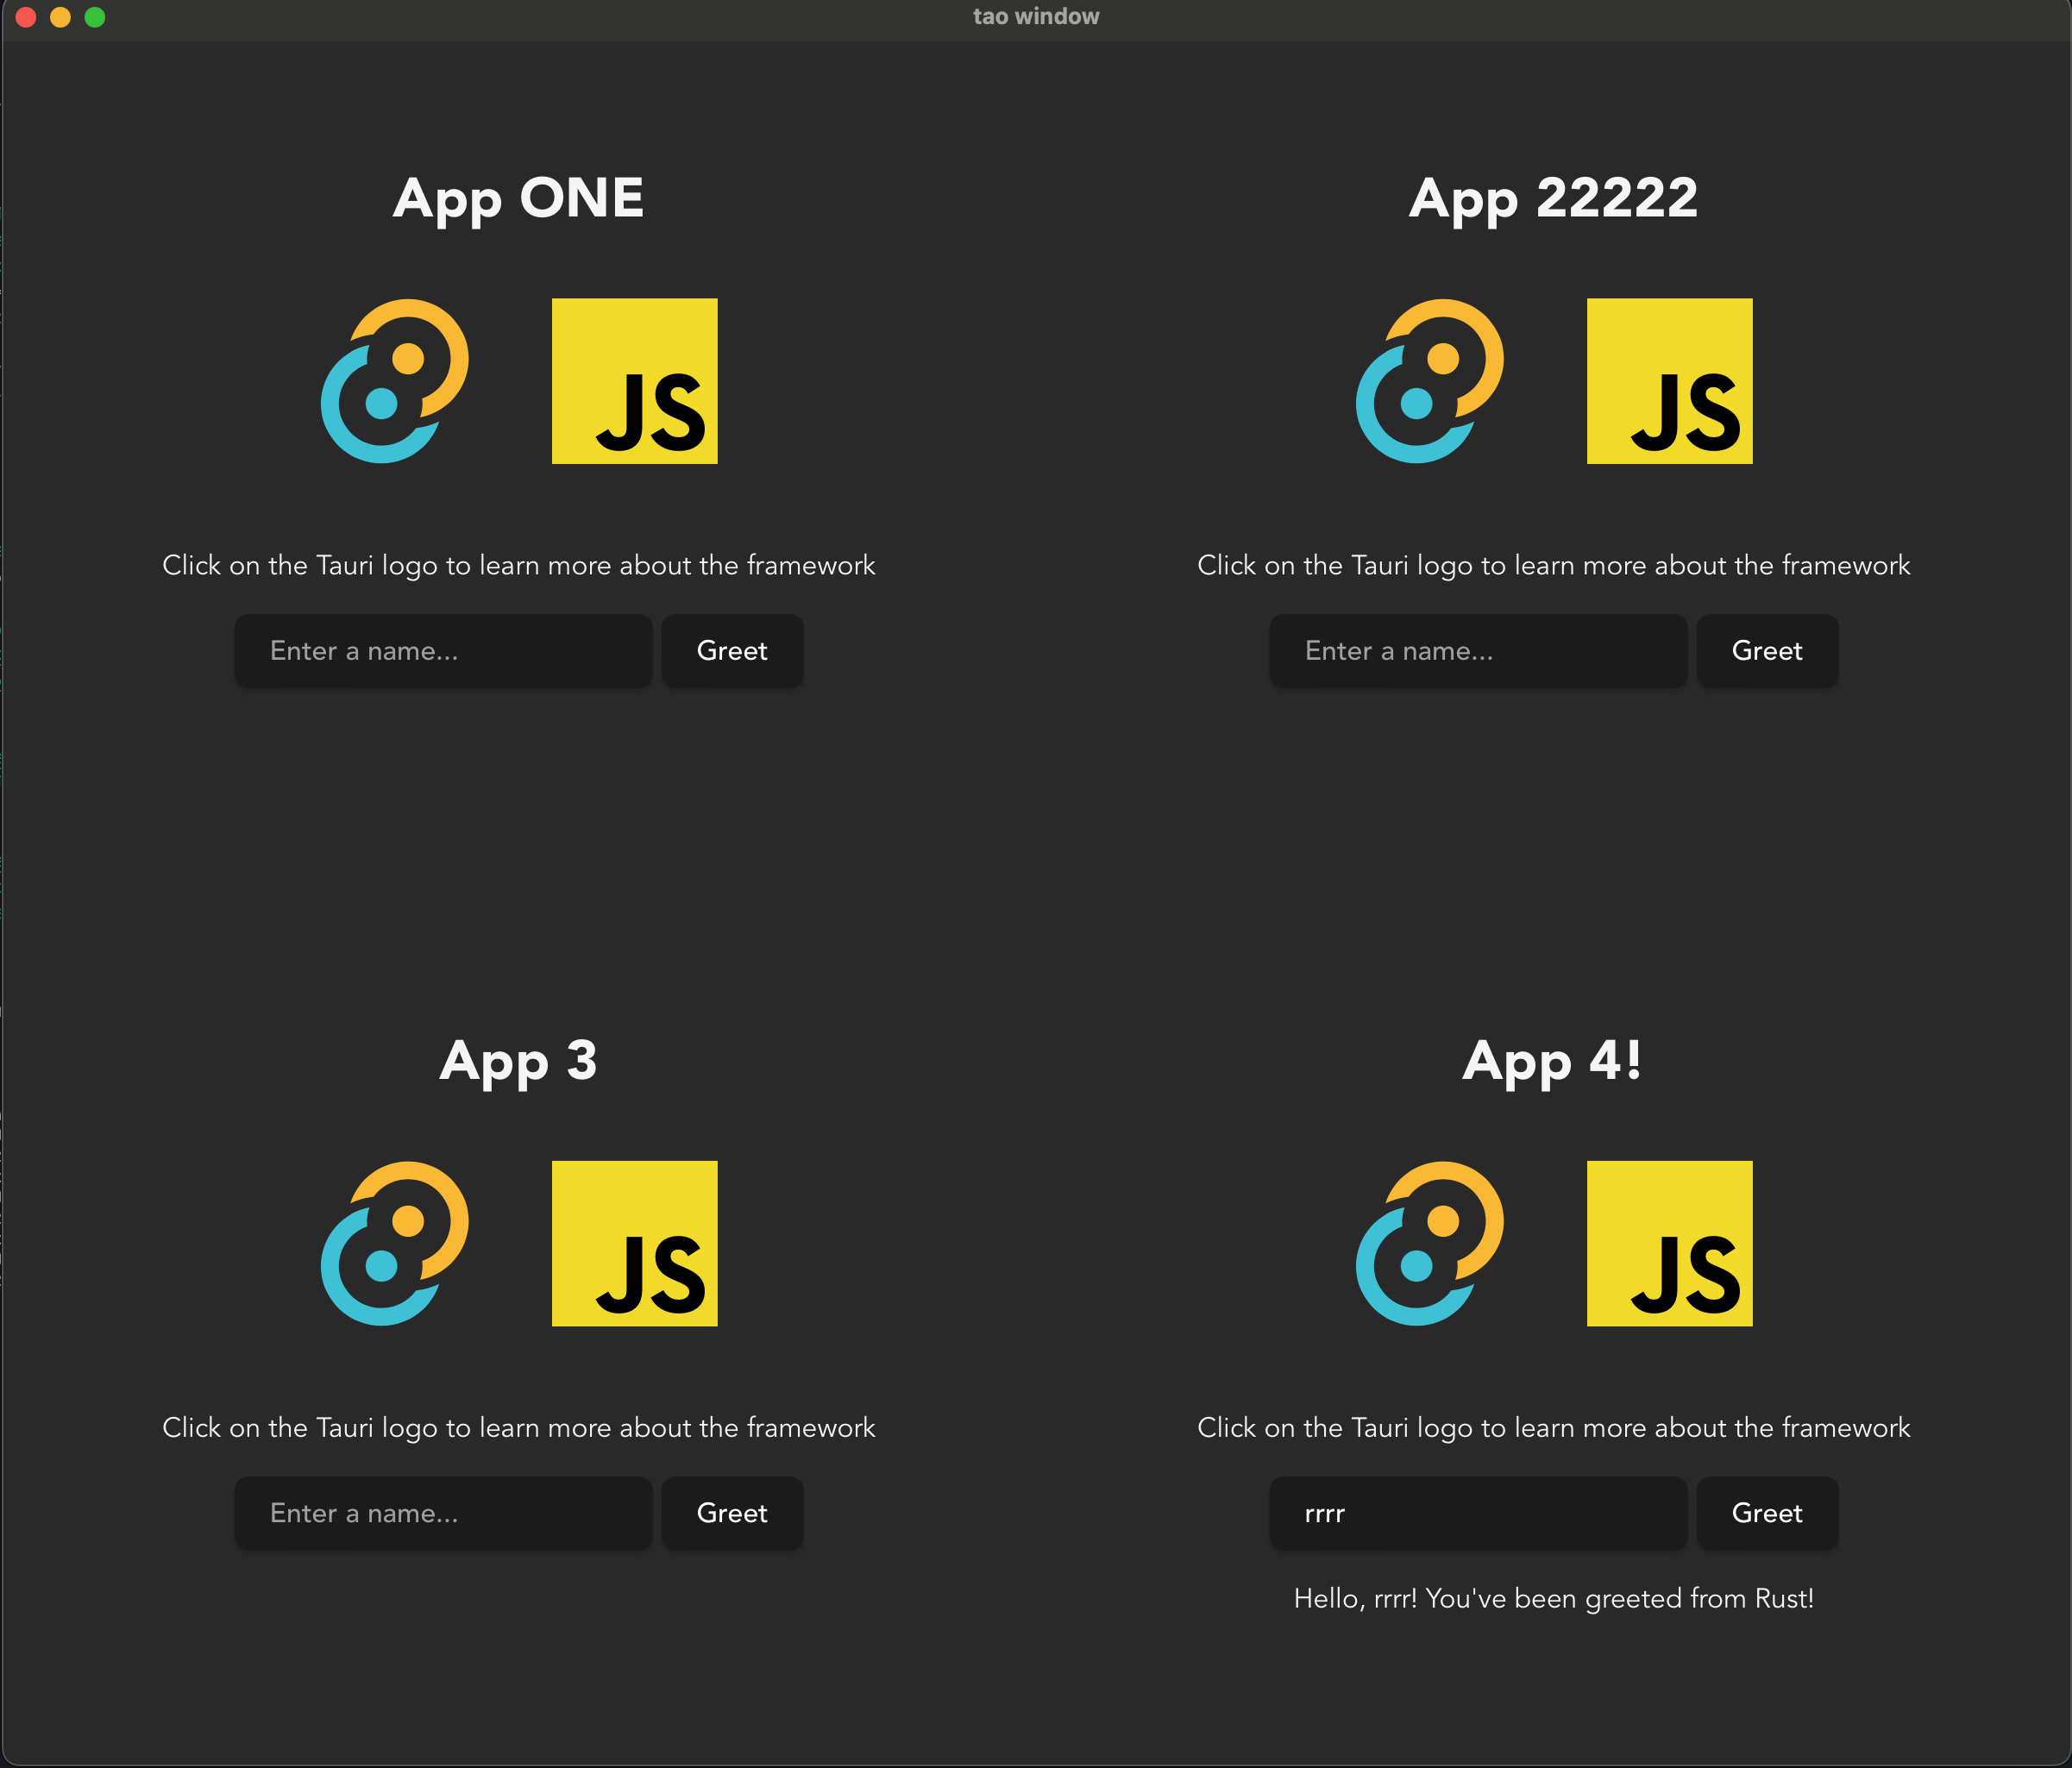 tao window
App ONE
JS
Click on the Tauri logo to learn more about the framework
Enter a name...
Greet
App 22222
JS
Click on the Tauri logo to learn more about the framework
Enter a name...
Greet
App 3
JS
Click on the Tauri logo to learn more about the framework
Enter a name...
Greet
App 4!
JS
Click on the Tauri logo to learn more about the framework
rrrr
Greet
Hello, rrrr! You've been greeted from Rust!